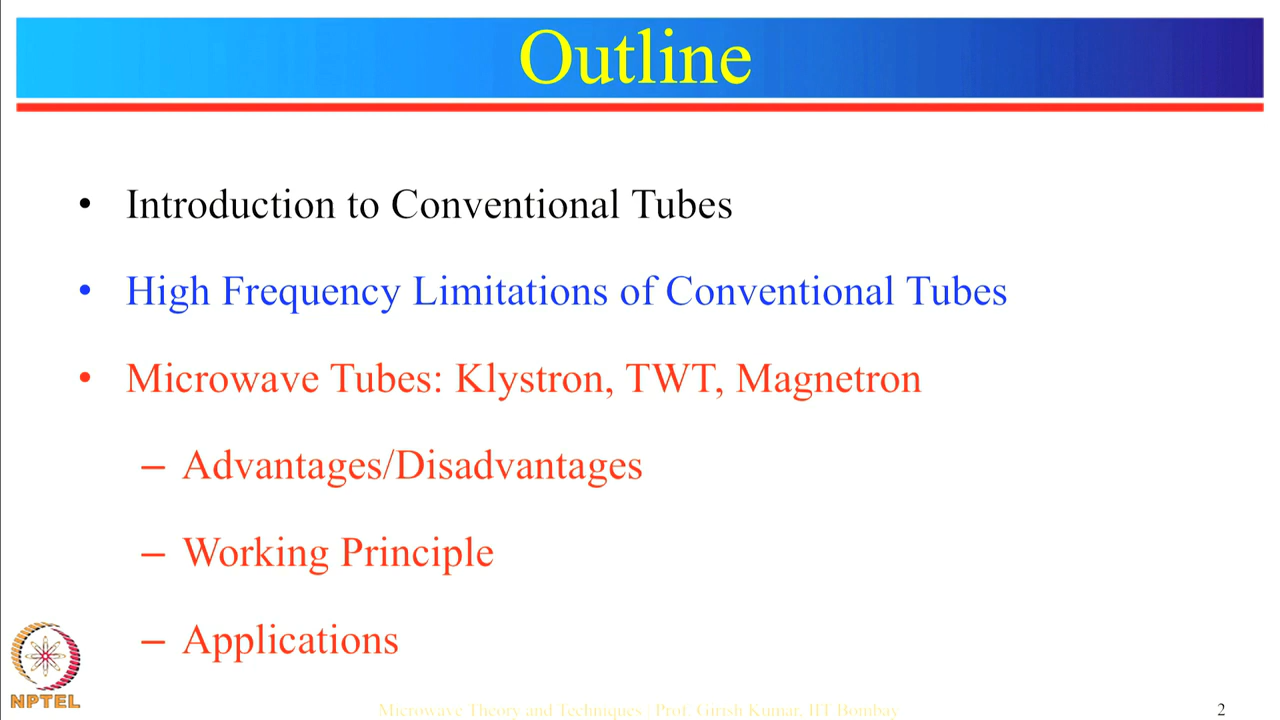 Outline
• Introduction to Conventional Tubes
• High Frequency Limitations of Conventional Tubes
• Microwave Tubes: Klystron, TWT, Magnetron
– Advantages/Disadvantages
– Working Principle
– Applications
NPTEL
Microwave Theory and Techniques | Prof. Girish Kumar, IIT Bombay
2